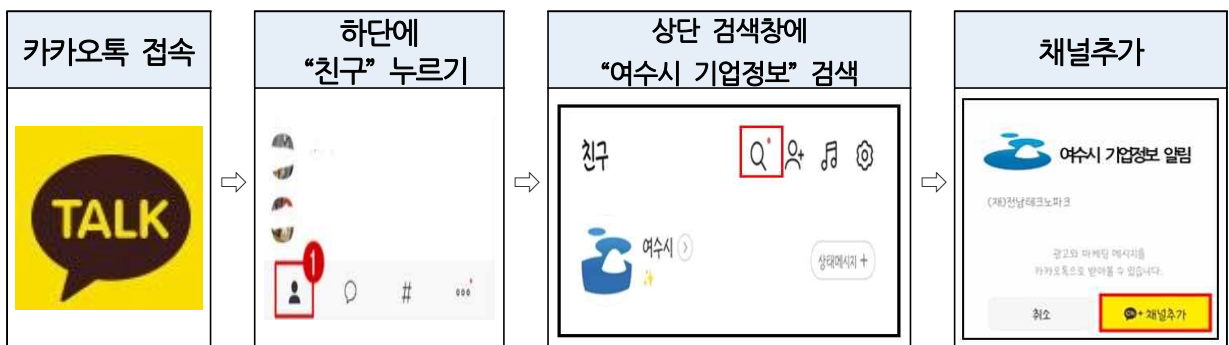 카카오톡 접속
하단에
“친구” 누르기
상단 검색창에
“여수시 기업정보” 검색
채널추가
TALK
1
#
친구
여수시
상태메시지 +
여수시 기업정보 알림
(재)전남테크노파크
광고와 마케팅 메시지를
카카오톡으로 받아볼 수 있습니다.
취소
Ch+ 채널추가